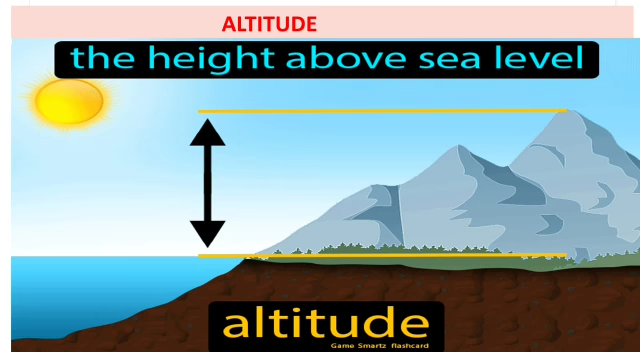 ALTITUDE
the height above sea level
altitude
Game Smartz flashcard